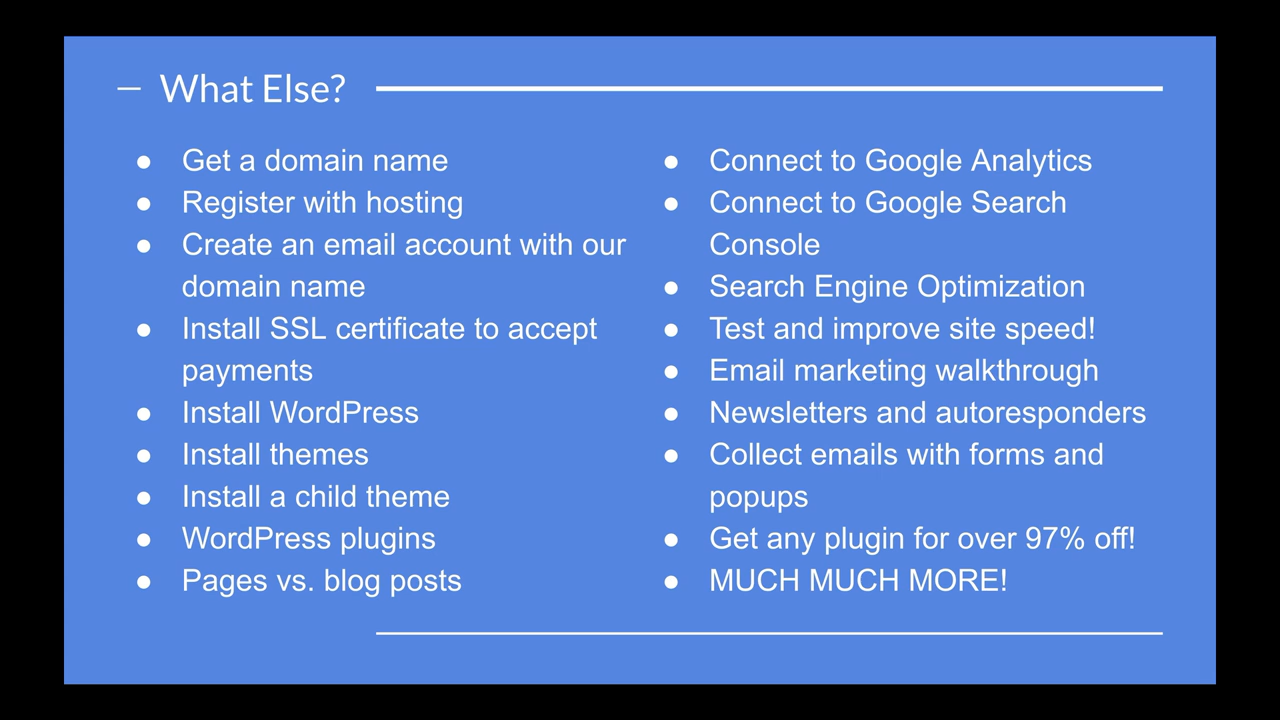 What Else?
● Get a domain name
● Register with hosting
● Create an email account with our
domain name
● Install SSL certificate to accept
payments
● Install WordPress
● Install themes
● Install a child theme
● WordPress plugins
● Pages vs. blog posts
● Connect to Google Analytics
● Connect to Google Search
Console
● Search Engine Optimization
● Test and improve site speed!
● Email marketing walkthrough
● Newsletters and autoresponders
● Collect emails with forms and
popups
● Get any plugin for over 97% off!
● MUCH MUCH MORE!